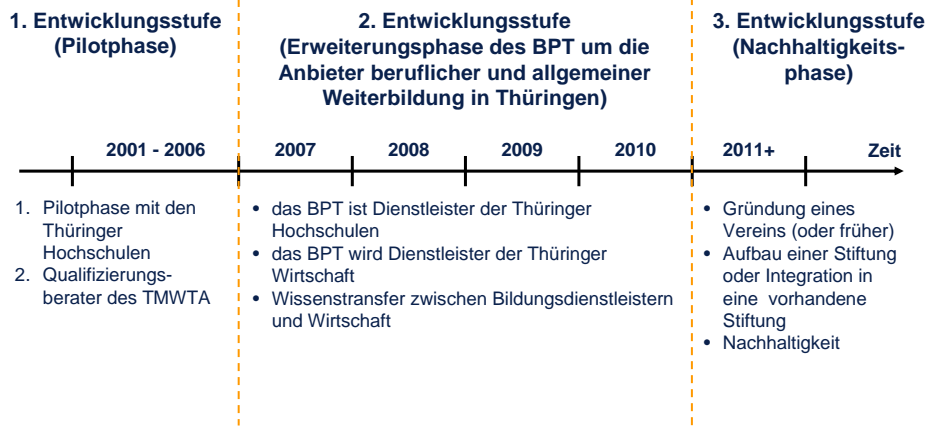 1. Entwicklungsstufe
(Pilotphase)
2. Entwicklungsstufe
(Erweiterungsphase des BPT um die
Anbieter beruflicher und allgemeiner
Weiterbildung in Thüringen)
3. Entwicklungsstufe
(Nachhaltigkeits-
phase)
2001 - 2006
2007
2008
2009
2010
2011+
Zeit
1. Pilotphase mit den
Thüringer
Hochschulen
2. Qualifizierungs-
berater des TMWTA
• das BPT ist Dienstleister der Thüringer
Hochschulen
• das BPT wird Dienstleister der Thüringer
Wirtschaft
• Wissenstransfer zwischen Bildungsdienstleistern
und Wirtschaft
• Gründung eines
Vereins (oder früher)
• Aufbau einer Stiftung
oder Integration in
eine vorhandene
Stiftung
• Nachhaltigkeit